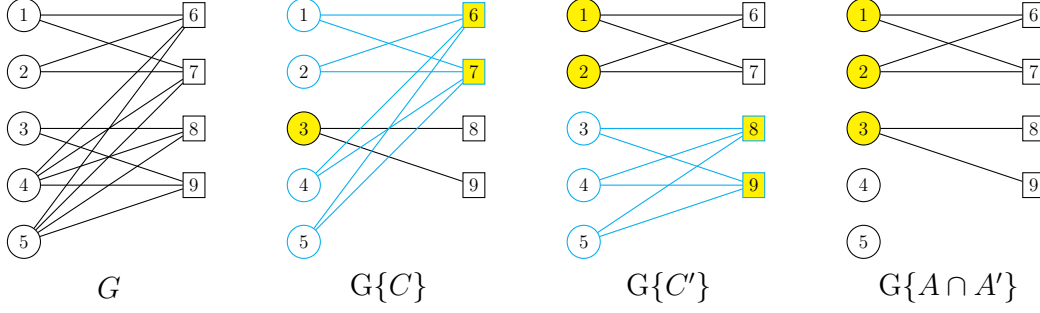 1 6 1 6 1 6 1 6
2 7 2 7 2 7 2 7
3 8 3 8 3 8 3 8
4 9 4 9 4 9 4 9
5 5 5 5
G G{C} G{C′} G{A ∩ A′}